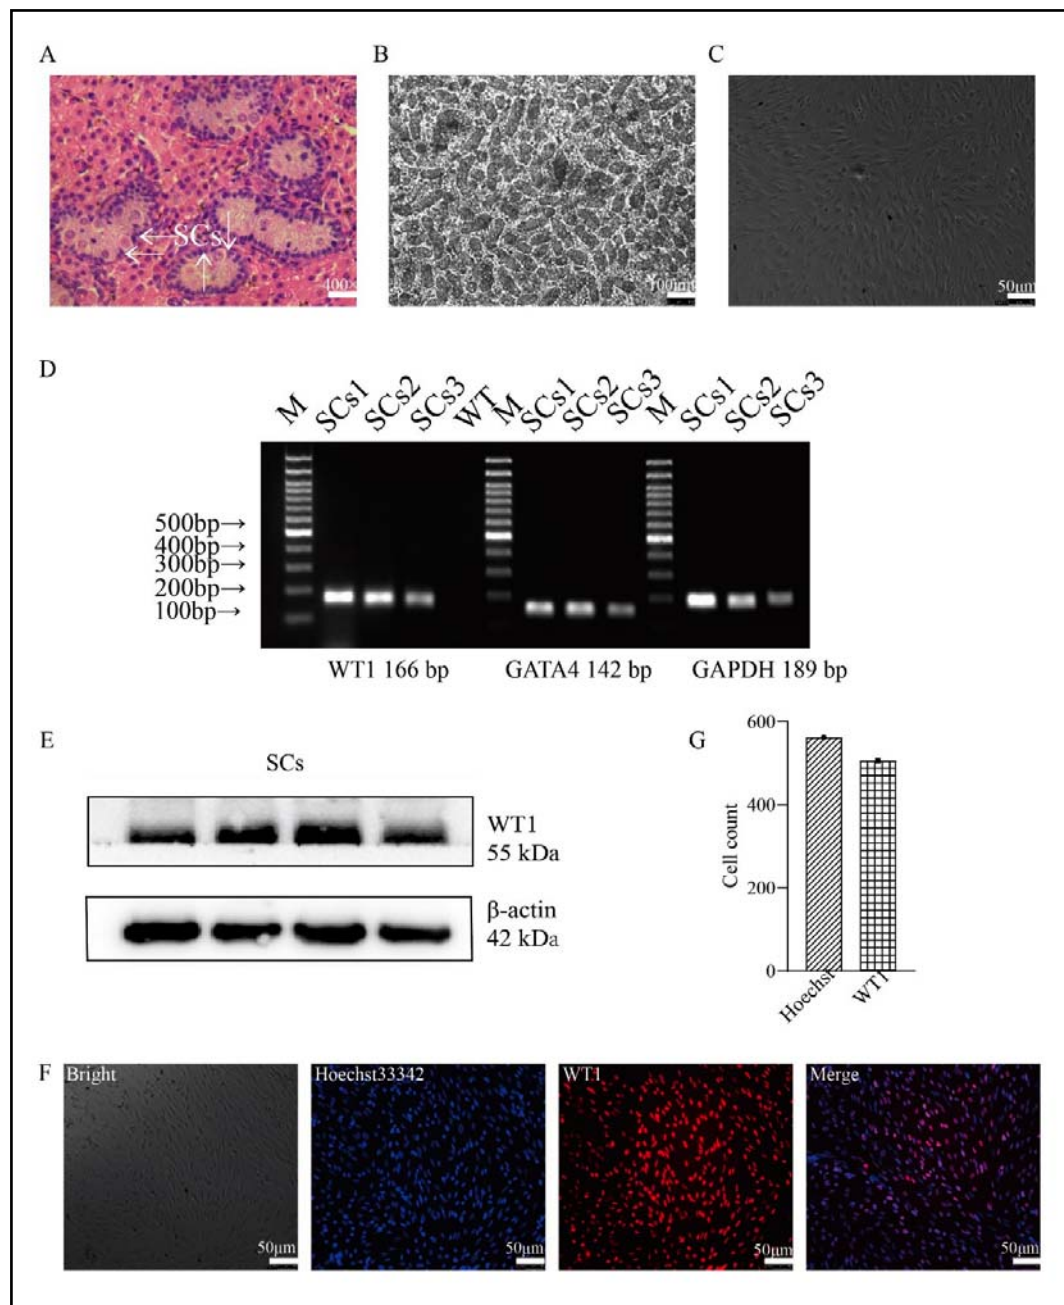 A
B
C
SCs
400×
100μm
50μm
D
M
SCs1
SCs2
SCs3
WT
M
SCs1
SCs2
SCs3
M
SCs1
SCs2
SCs3
500bp→
400bp→
300bp→
200bp→
100bp→
WT1 166 bp
GATA4 142 bp
GAPDH 189 bp
E
SCs
WT1
55 kDa
β-actin
42 kDa
G
600
400
200
0
Cell count
Hoechst
WT1
F
Bright
Hoechst33342
WT1
Merge
50μm
50μm
50μm
50μm